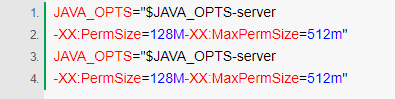 1. JAVA_OPTS="$JAVA_OPTS-server
2. -XX:PermSize=128M-XX:MaxPermSize=512m"
3. JAVA_OPTS="$JAVA_OPTS-server
4. -XX:PermSize=128M-XX:MaxPermSize=512m"